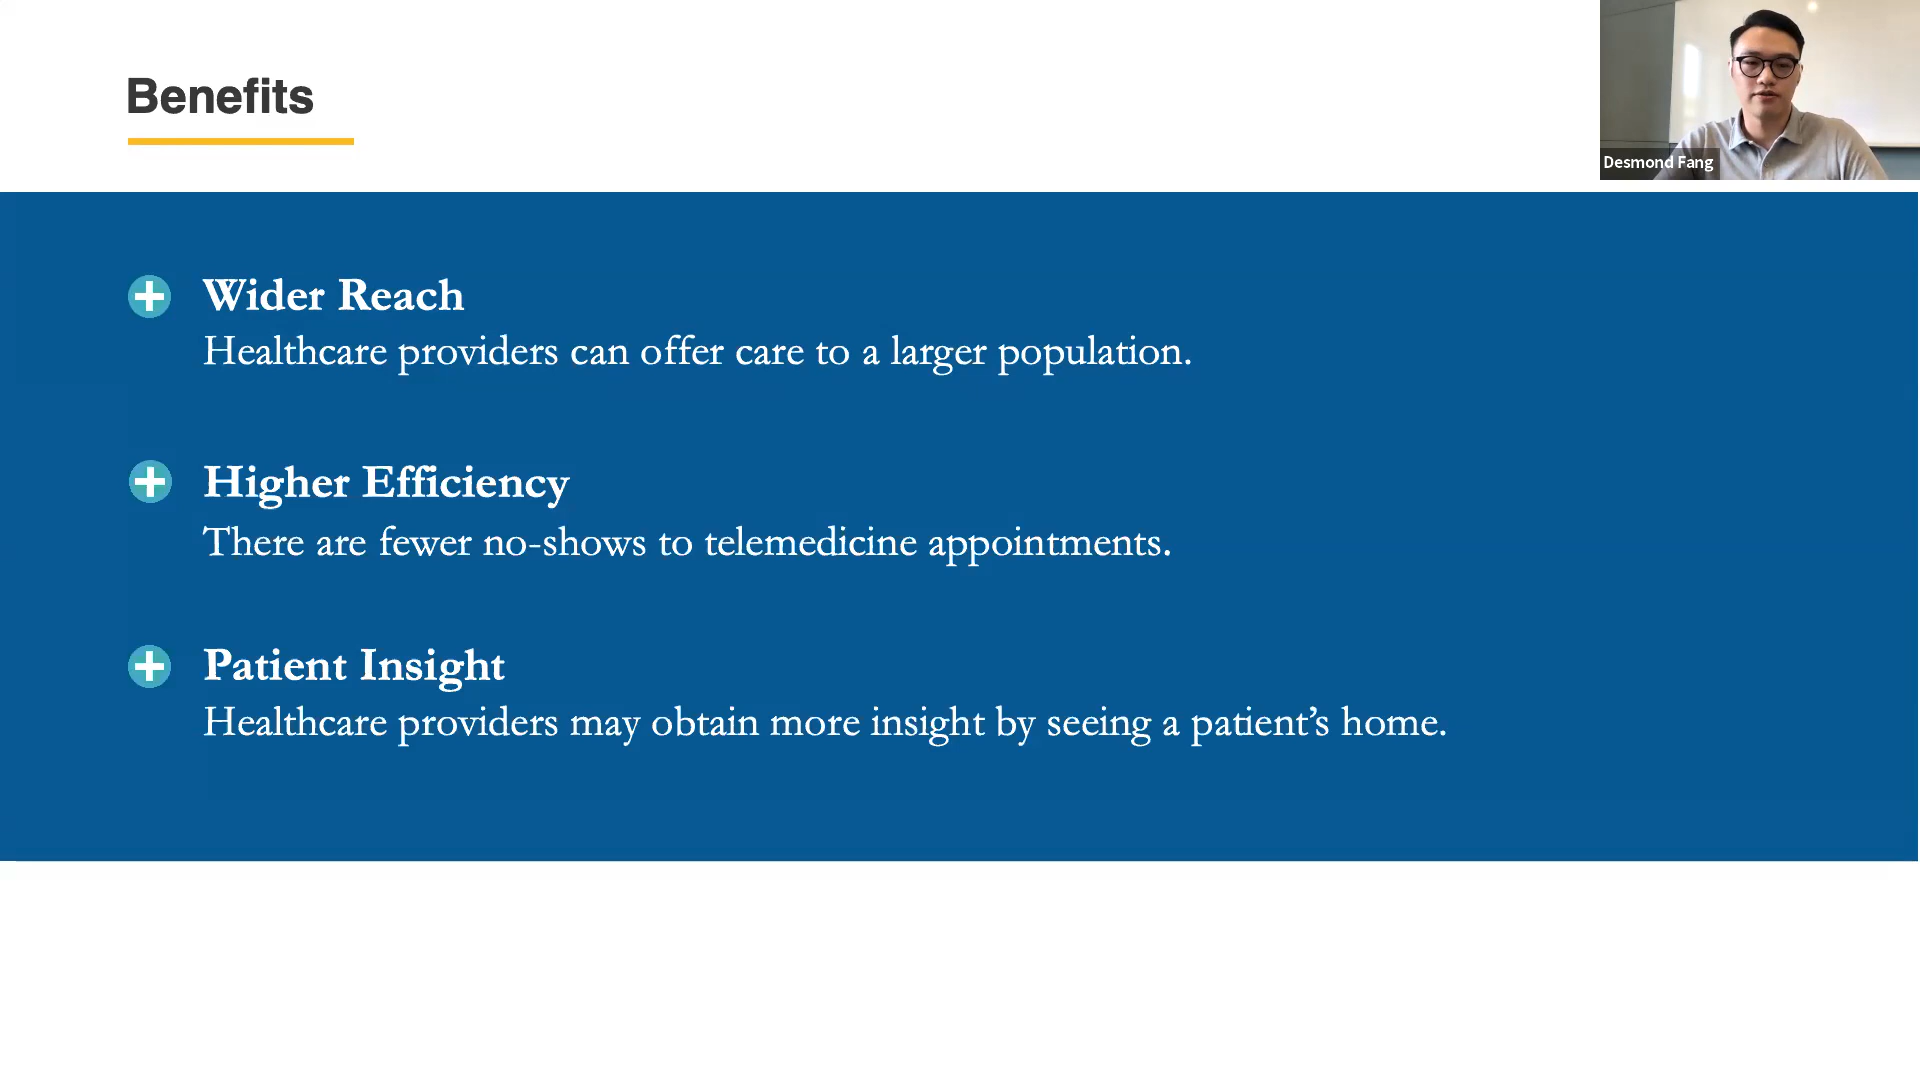 Benefits
Desmond Fang
Wider Reach
Healthcare providers can offer care to a larger population.
Higher Efficiency
There are fewer no-shows to telemedicine appointments.
Patient Insight
Healthcare providers may obtain more insight by seeing a patient’s home.